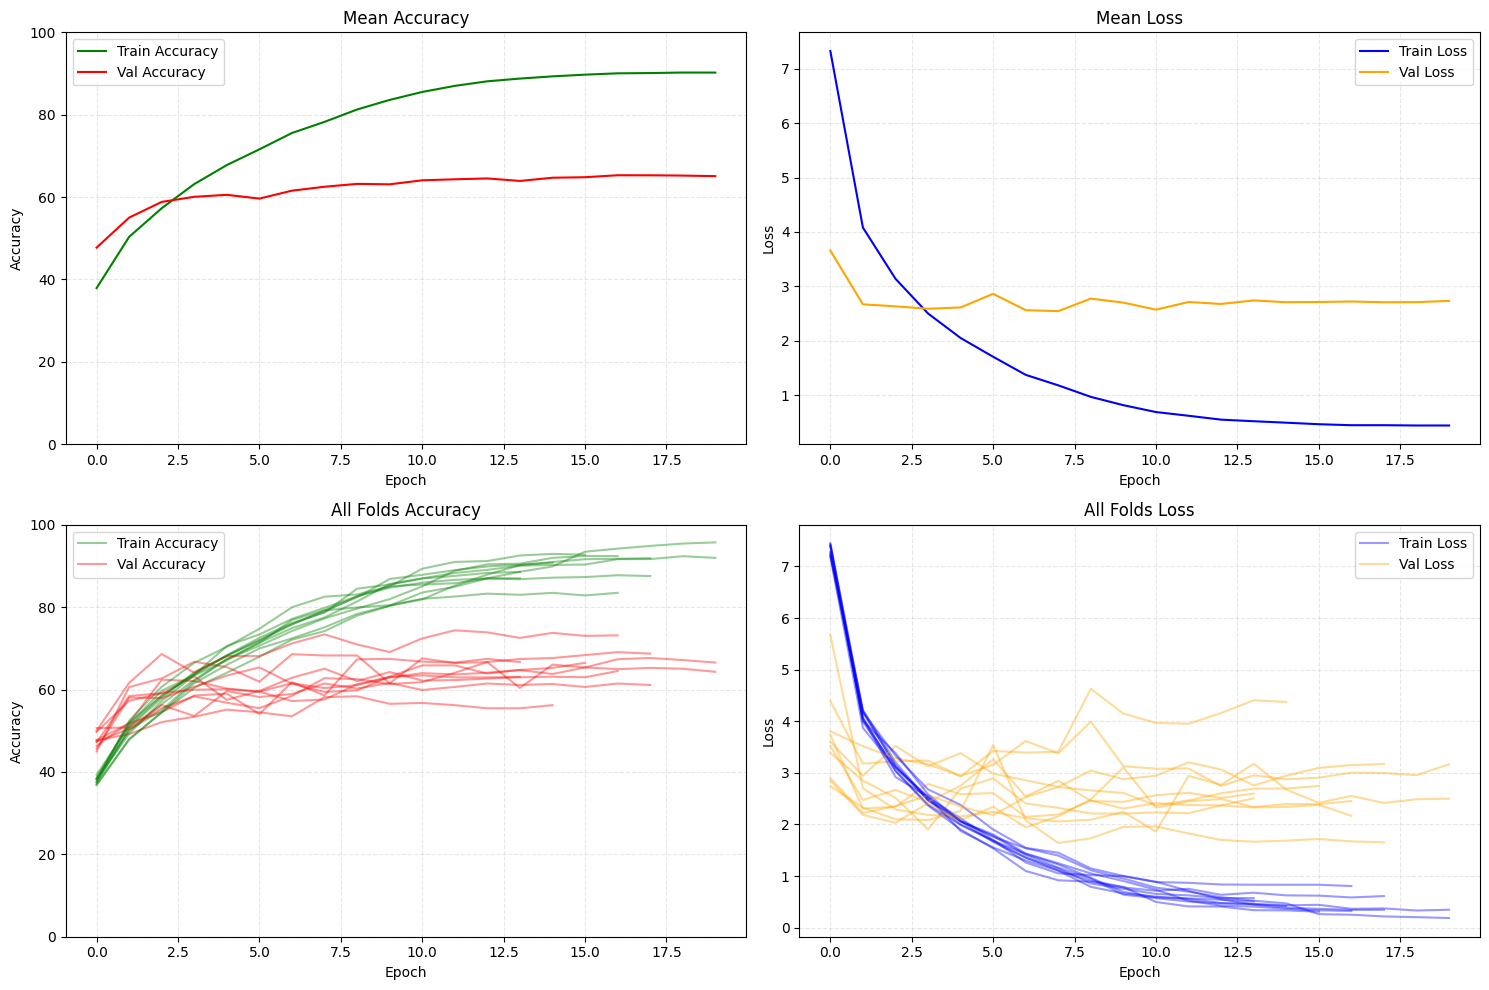 Mean Accuracy
Train Accuracy
Val Accuracy
Accuracy
100
80
60
40
20
0
0.0 2.5 5.0 7.5 10.0 12.5 15.0 17.5
Epoch
Mean Loss
Train Loss
Val Loss
Loss
7
6
5
4
3
2
1
0.0 2.5 5.0 7.5 10.0 12.5 15.0 17.5
Epoch
All Folds Accuracy
Train Accuracy
Val Accuracy
Accuracy
100
80
60
40
20
0
0.0 2.5 5.0 7.5 10.0 12.5 15.0 17.5
Epoch
All Folds Loss
Train Loss
Val Loss
Loss
7
6
5
4
3
2
1
0
0.0 2.5 5.0 7.5 10.0 12.5 15.0 17.5
Epoch